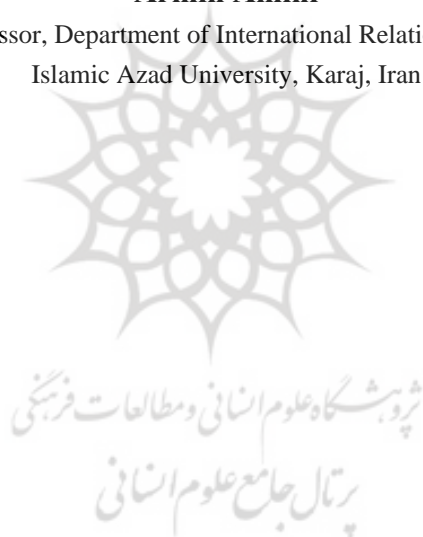 ssor, Department of International Relati
Islamic Azad University, Karaj, Iran
پژوهشگاه علوم انسانی و مطالعات فرهنگی
پرتال جامع علوم انسانی